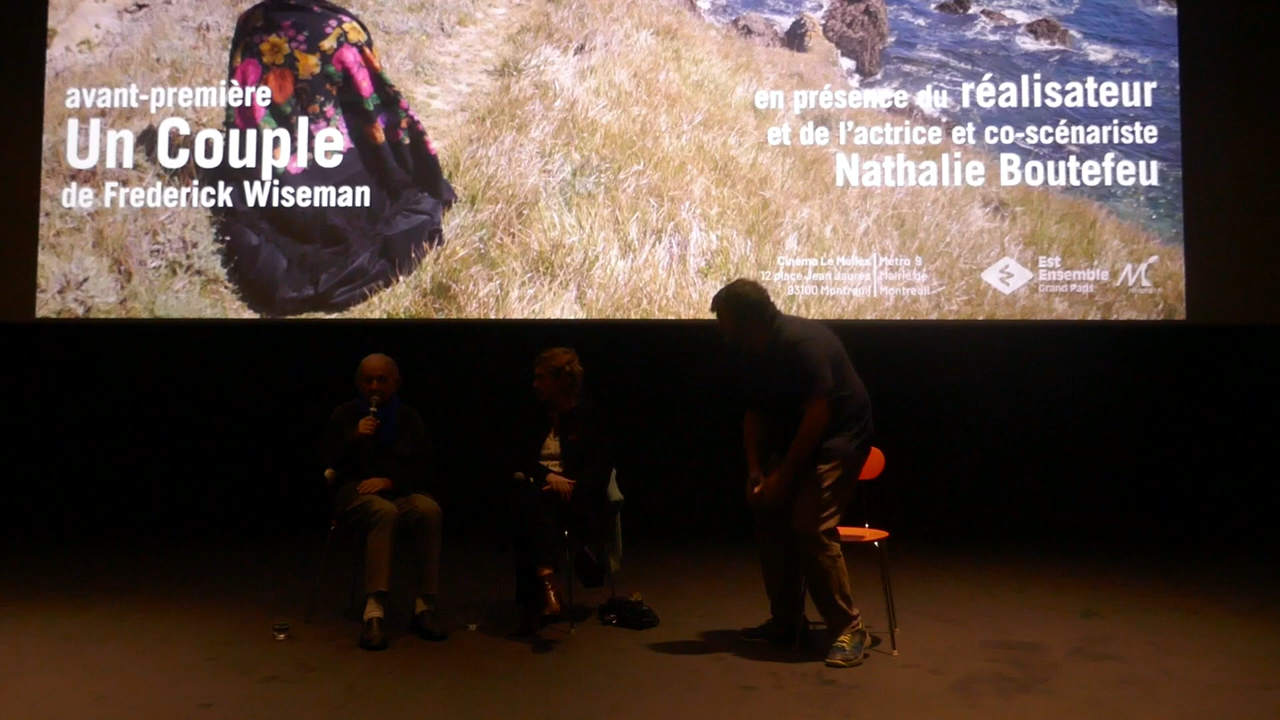 avant-première
Un Couple
de Frederick Wiseman
en présence du réalisateur
et de l'actrice et co-scénariste
Nathalie Boutefeu
Cinéma Le Méliès | Métro 9
12 place Jean Jaurès | Mairie de
93100 Montreuil | Montreuil
Est
Ensemble
Grand Paris